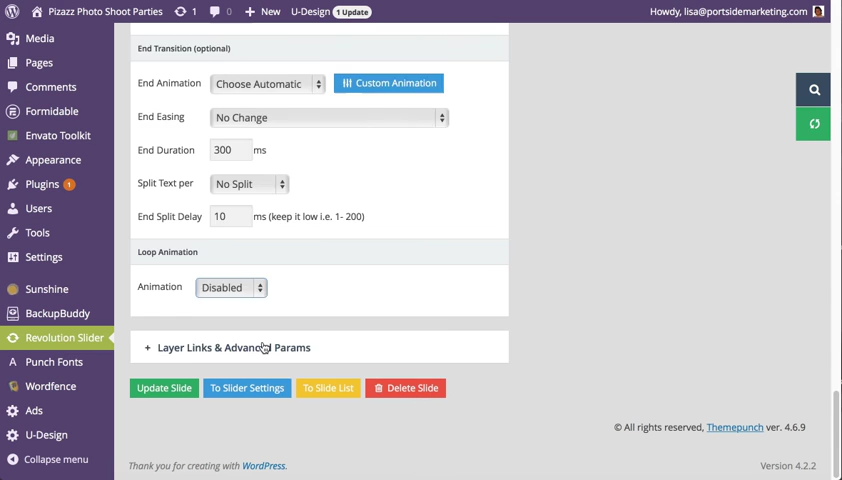 Pizazz Photo Shoot Parties 1 0 New U-Design 1 Update Howdy, lisa@portsidemarketing.com
Media
Pages
Comments
Formidable
Envato Toolkit
Appearance
Plugins 1
Users
Tools
Settings
Sunshine
BackupBuddy
Revolution Slider
Punch Fonts
Wordfence
Ads
U-Design
Collapse menu
End Transition (optional)
End Animation Choose Automatic Custom Animation
End Easing No Change
End Duration 300 ms
Split Text per No Split
End Split Delay 10 ms (keep it low i.e. 1- 200)
Loop Animation
Animation Disabled
+ Layer Links & Advanced Params
Update Slide To Slider Settings To Slide List Delete Slide
© All rights reserved, Themepunch ver. 4.6.9
Thank you for creating with WordPress. Version 4.2.2